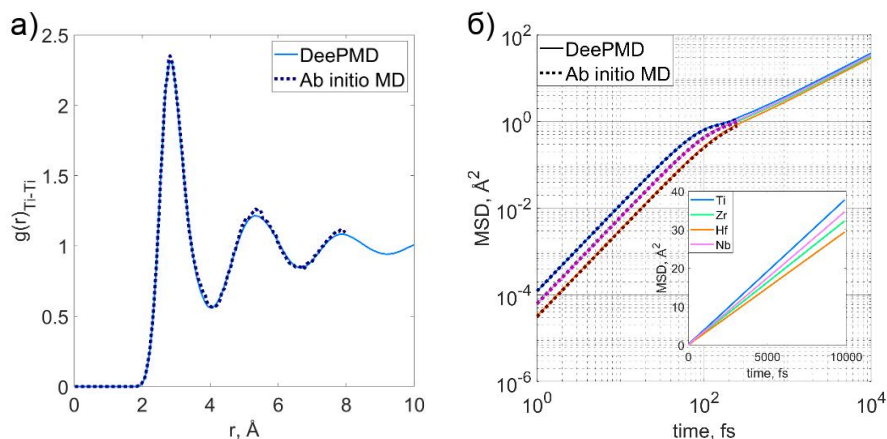 а)
2.5
2
1.5
1
0.5
0
g(r)Ti-Ti
DeePMD
Ab initio MD
0 2 4 6 8 10
r, Å
б)
10^2
10^0
10^-2
10^-4
10^-6
MSD, Å^2
DeePMD
Ab initio MD
40
30
20
10
0
MSD, Å^2
Ti
Zr
Hf
Nb
0 5000 10000
time, fs
10^0 10^2 10^4
time, fs